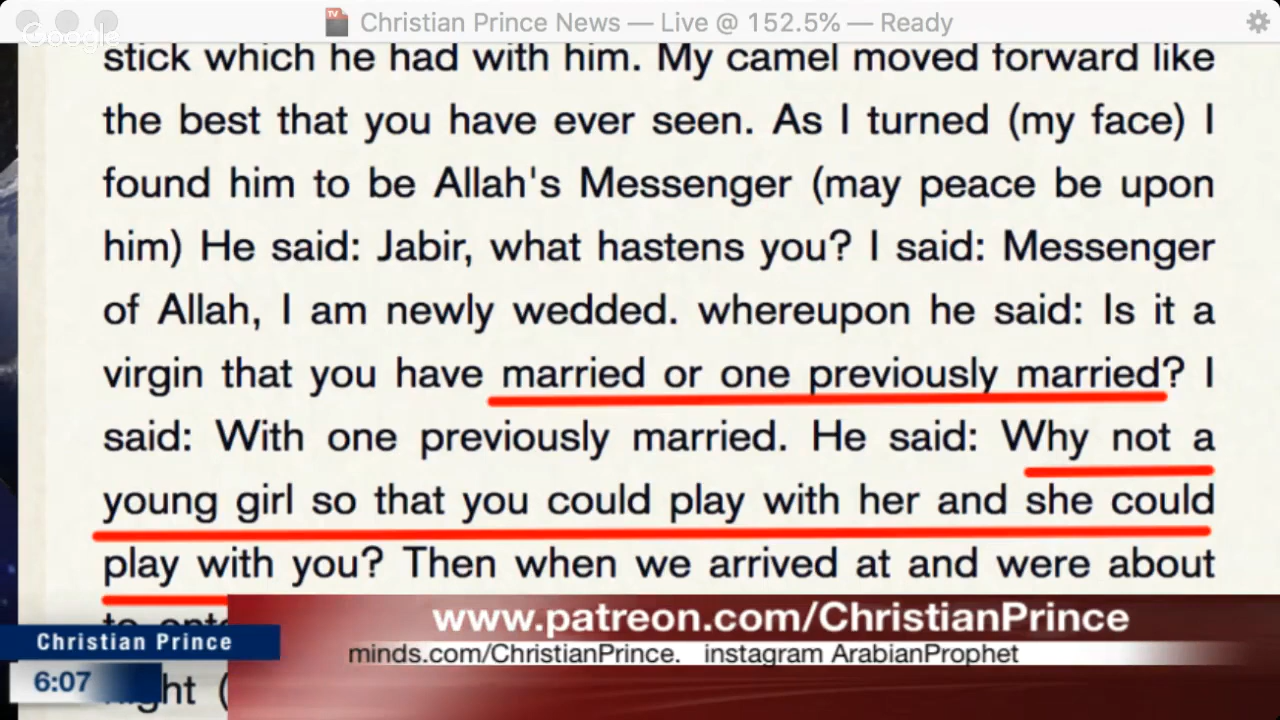 Christian Prince News — Live @ 152.5% — Ready
Google
stick which he had with him. My camel moved forward like
the best that you have ever seen. As I turned (my face) I
found him to be Allah's Messenger (may peace be upon
him) He said: Jabir, what hastens you? I said: Messenger
of Allah, I am newly wedded. whereupon he said: Is it a
virgin that you have married or one previously married? I
said: With one previously married. He said: Why not a
young girl so that you could play with her and she could
play with you? Then when we arrived at and were about
www.patreon.com/ChristianPrince
Christian Prince
minds.com/ChristianPrince. instagram ArabianProphet
6:07